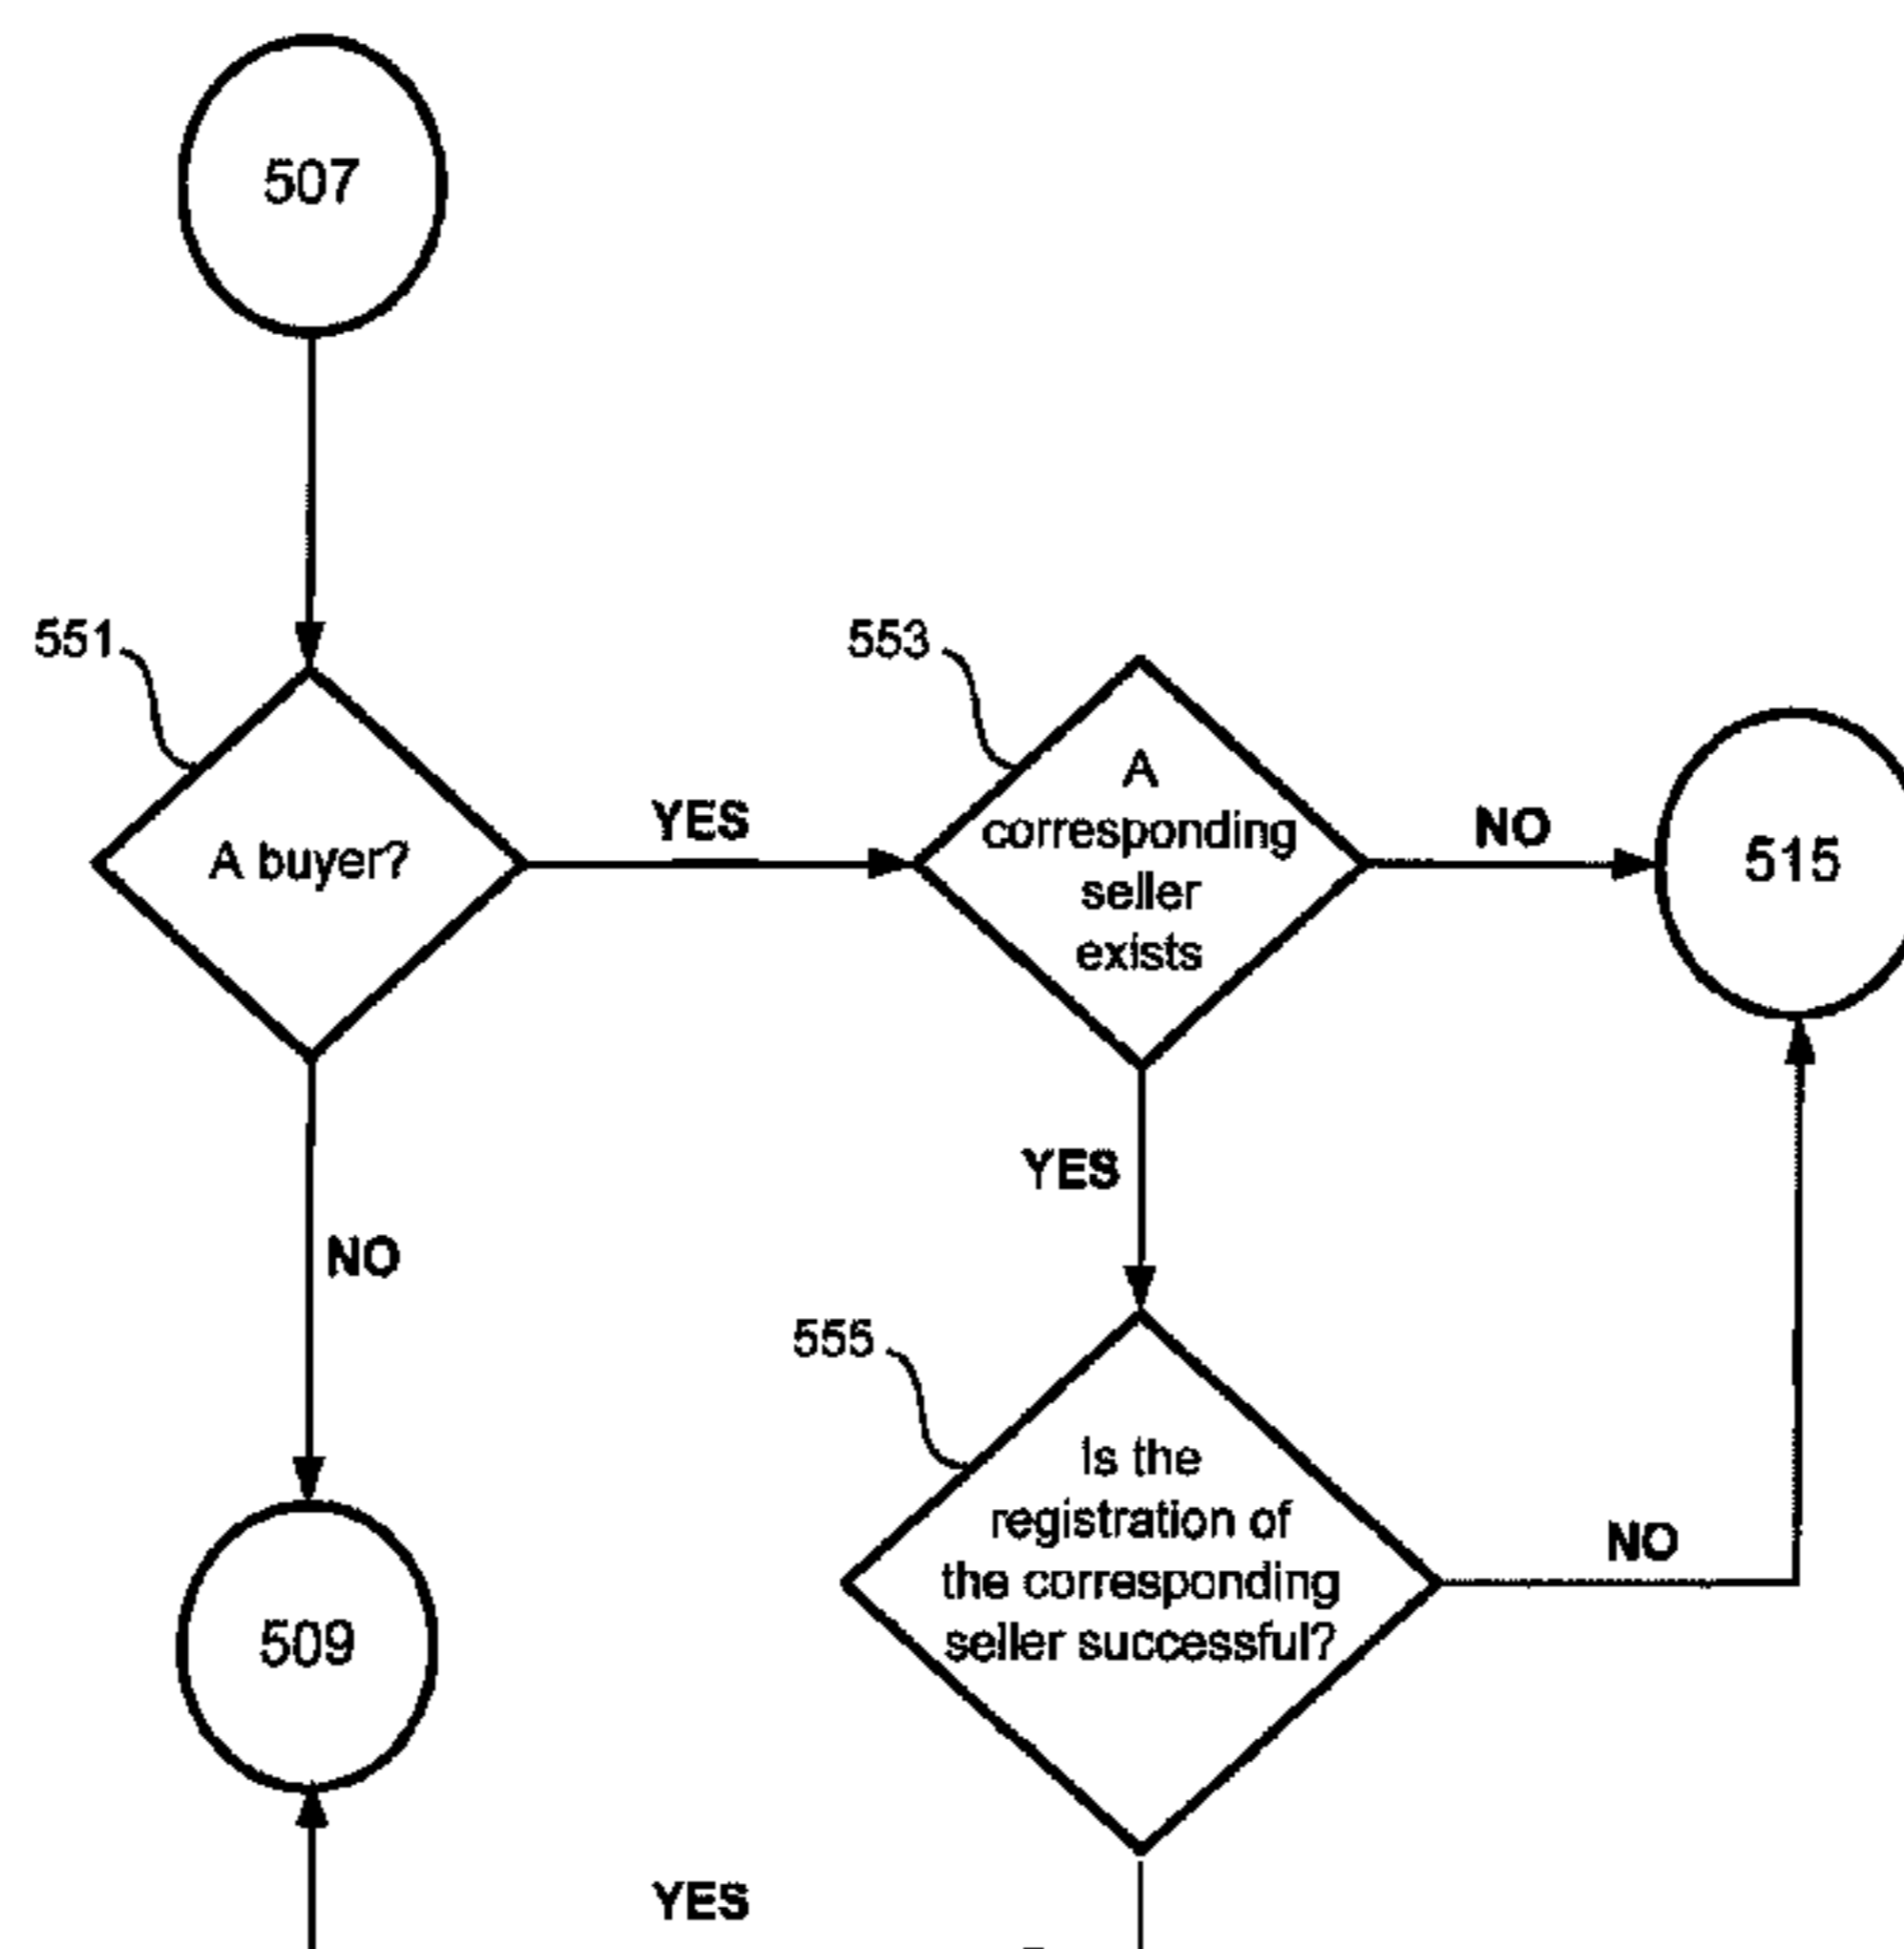 507
551
A buyer?
YES
553
A
corresponding
seller
exists
NO
515
YES
NO
555
Is the
registration of
the corresponding
seller successful?
NO
509
YES